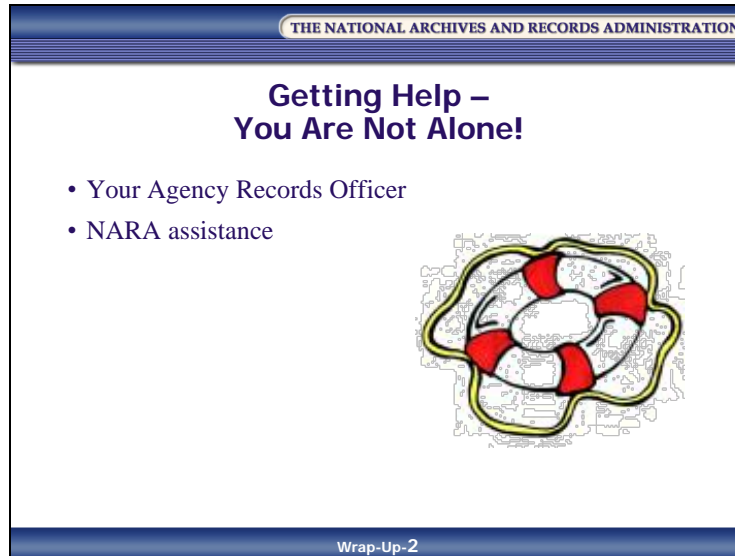 THE NATIONAL ARCHIVES AND RECORDS ADMINISTRATION
Getting Help –
You Are Not Alone!
• Your Agency Records Officer
• NARA assistance
Wrap-Up-2